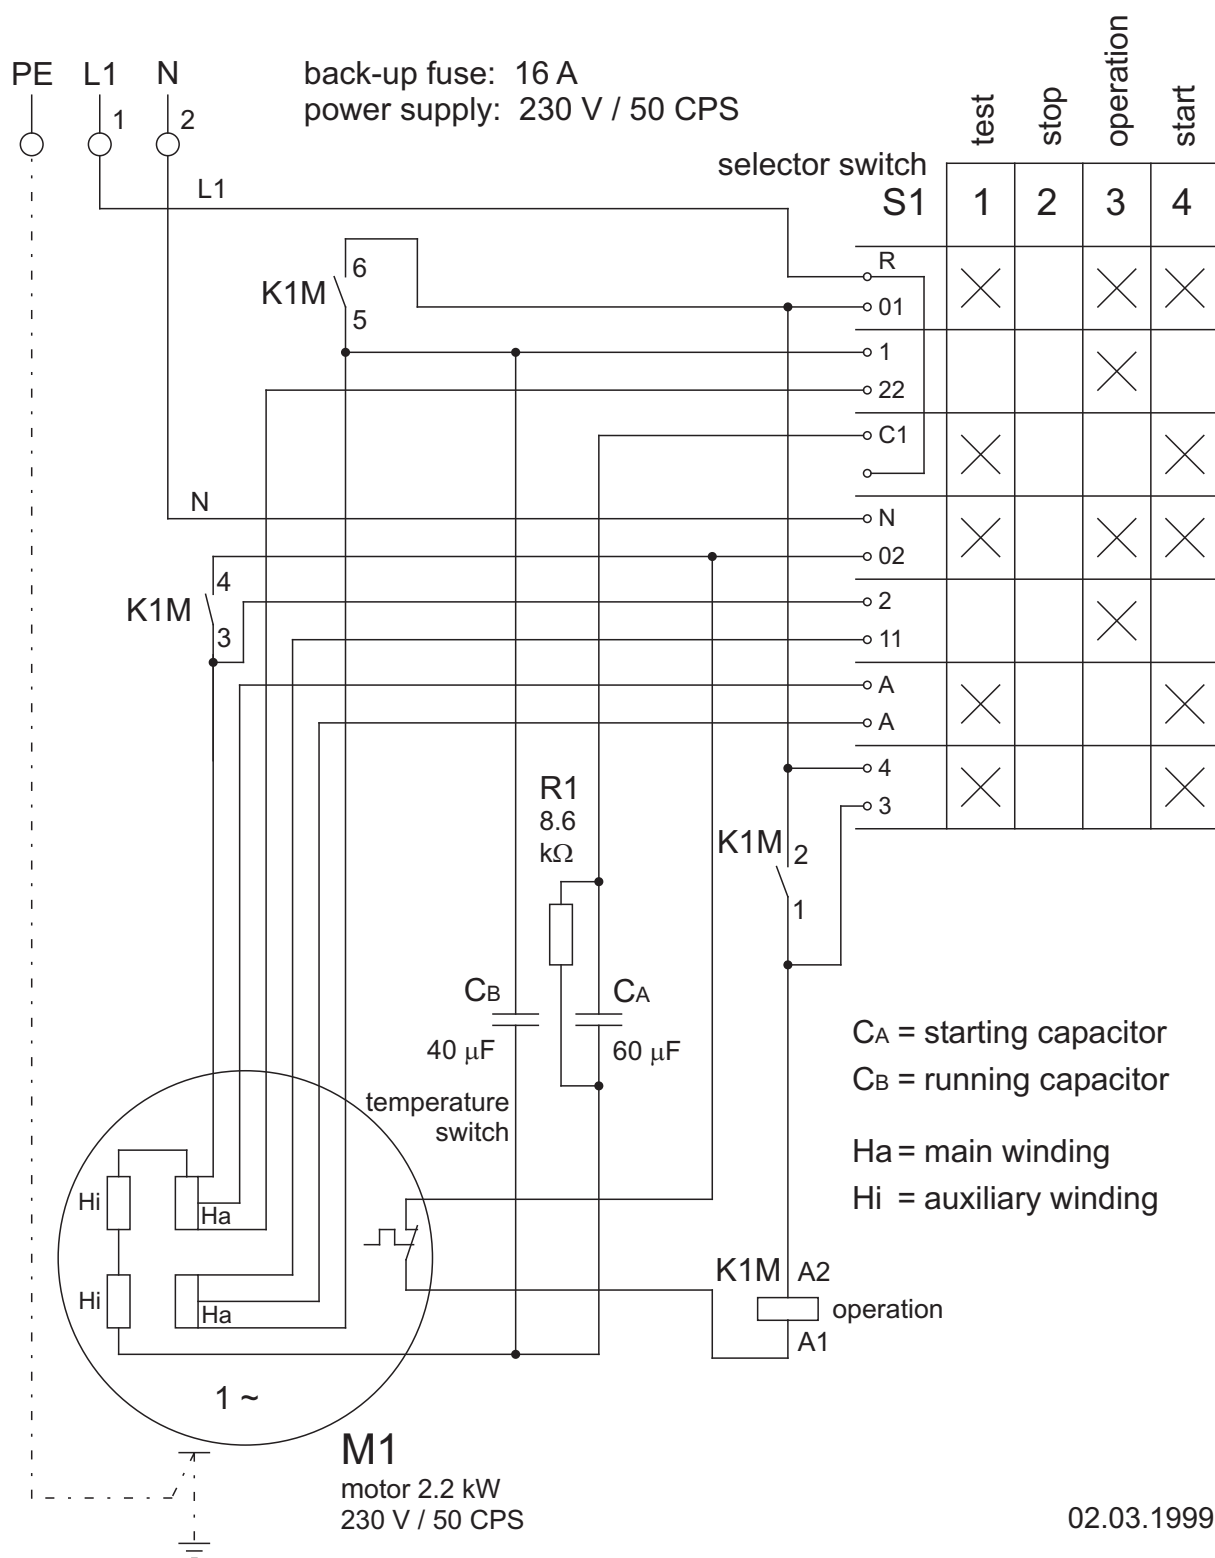 PE L1 N
1 2
back-up fuse: 16 A
power supply: 230 V / 50 CPS
test
stop
operation
start
selector switch
S1 1 2 3 4
L1
R
01
6
K1M
5
1
22
C1
N
N
02
4
K1M
3
2
11
A
A
4
3
R1
8.6
kΩ
K1M 2
1
CB
40 µF
CA
60 µF
CA = starting capacitor
CB = running capacitor
Ha = main winding
Hi = auxiliary winding
temperature
switch
Hi
Ha
Hi
Ha
K1M A2
operation
A1
1 ~
M1
motor 2.2 kW
230 V / 50 CPS
02.03.1999